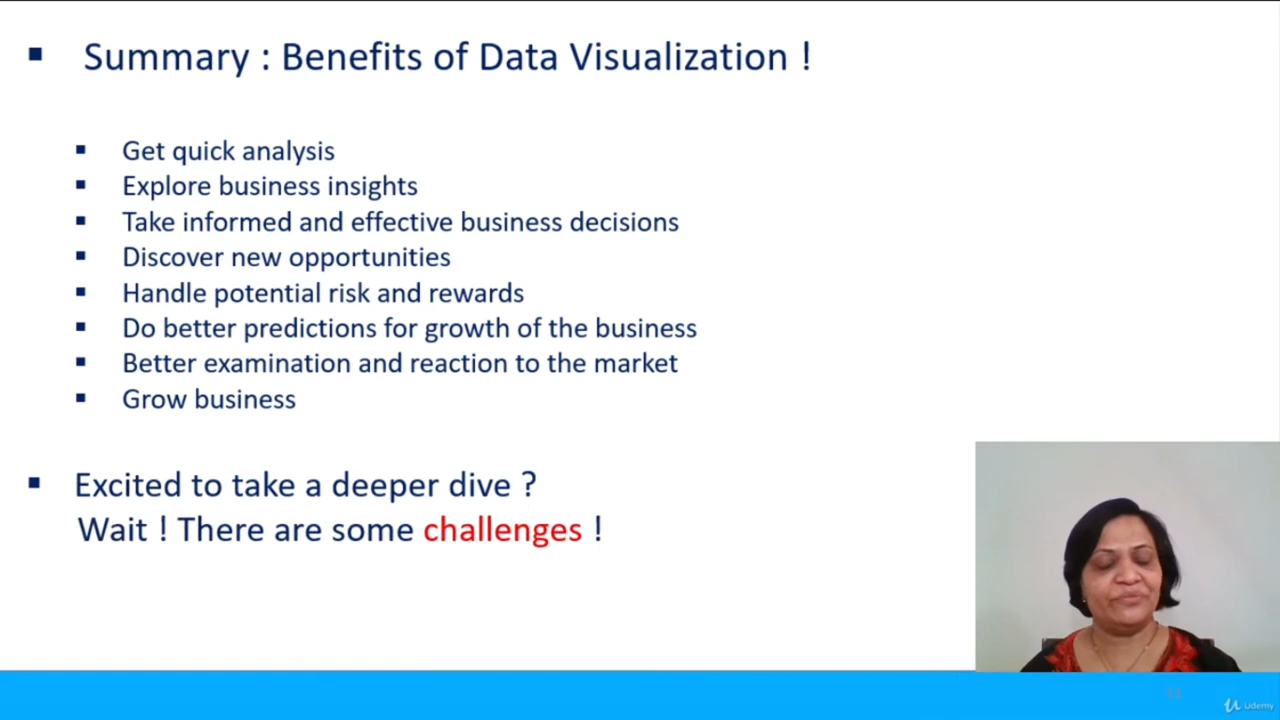 ▪ Summary : Benefits of Data Visualization !
▪ Get quick analysis
▪ Explore business insights
▪ Take informed and effective business decisions
▪ Discover new opportunities
▪ Handle potential risk and rewards
▪ Do better predictions for growth of the business
▪ Better examination and reaction to the market
▪ Grow business
▪ Excited to take a deeper dive ?
Wait ! There are some challenges !
Udemy